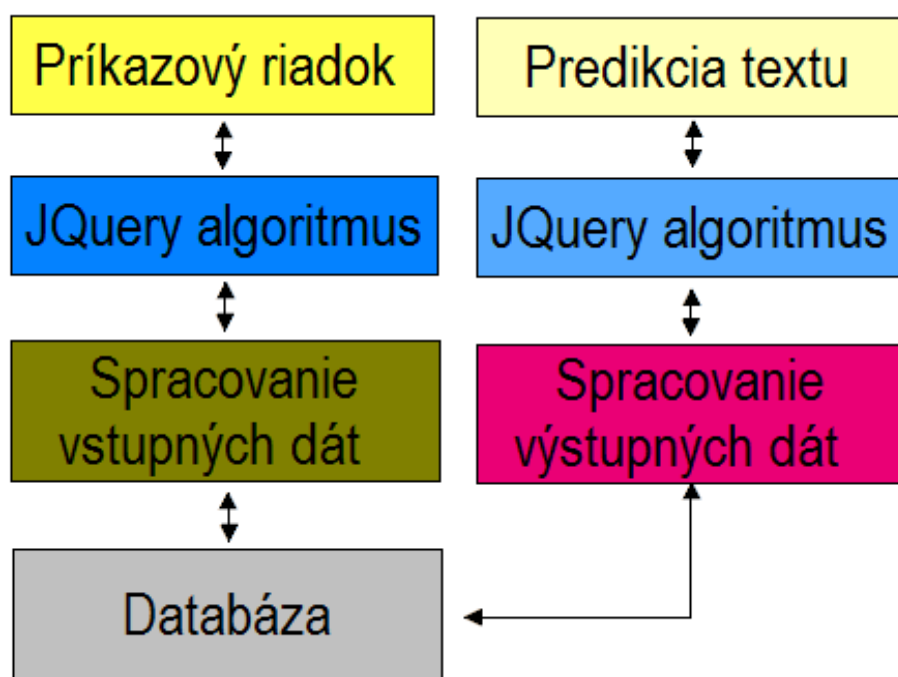 Príkazový riadok
Predikcia textu
JQuery algoritmus
JQuery algoritmus
Spracovanie
vstupných dát
Spracovanie
výstupných dát
Databáza